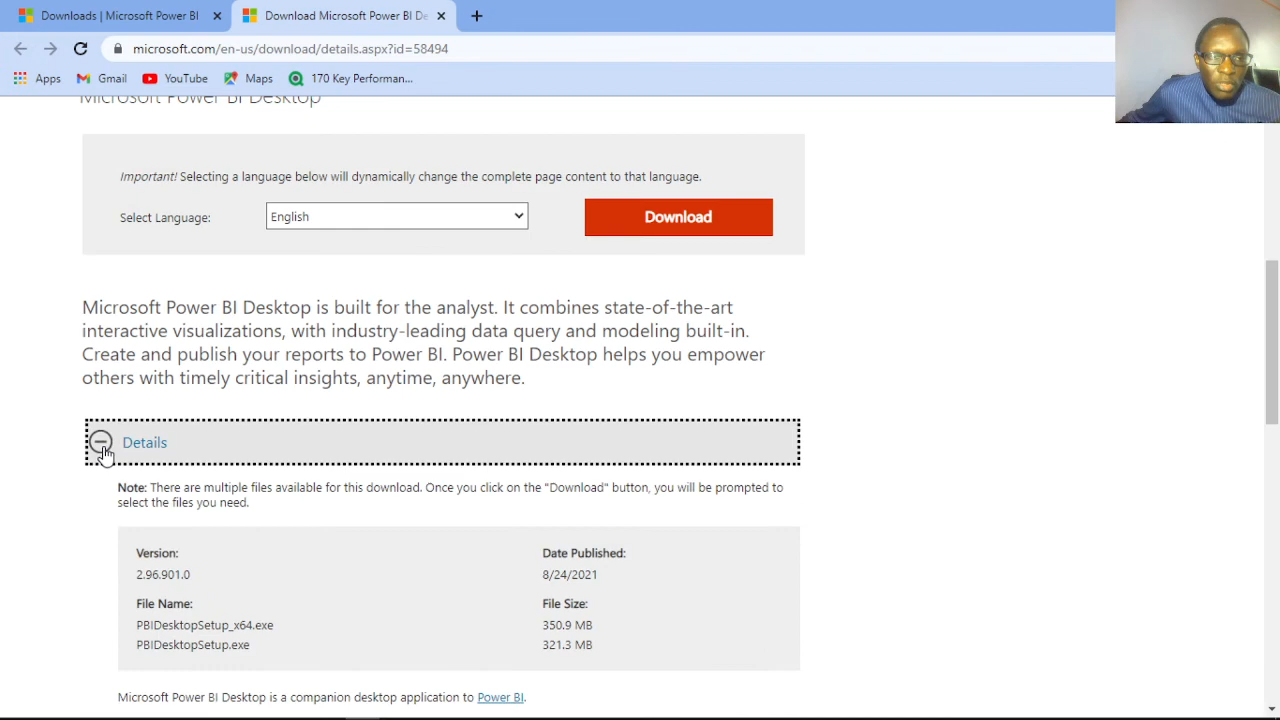 Downloads | Microsoft Power BI
Download Microsoft Power BI De
microsoft.com/en-us/download/details.aspx?id=58494
Apps Gmail YouTube Maps 170 Key Performan...
Microsoft Power BI Desktop
Important! Selecting a language below will dynamically change the complete page content to that language.
Select Language: English Download
Microsoft Power BI Desktop is built for the analyst. It combines state-of-the-art
interactive visualizations, with industry-leading data query and modeling built-in.
Create and publish your reports to Power BI. Power BI Desktop helps you empower
others with timely critical insights, anytime, anywhere.
Details
Note: There are multiple files available for this download. Once you click on the "Download" button, you will be prompted to
select the files you need.
Version: Date Published:
2.96.901.0 8/24/2021
File Name: File Size:
PBIDesktopSetup_x64.exe 350.9 MB
PBIDesktopSetup.exe 321.3 MB
Microsoft Power BI Desktop is a companion desktop application to Power BI.